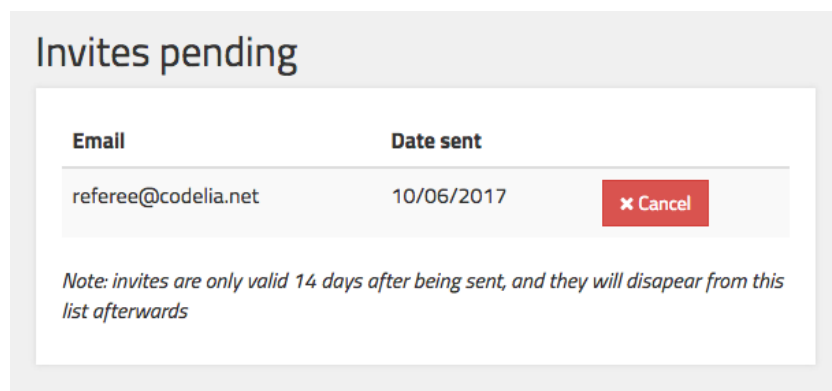 Invites pending
Email Date sent
referee@codelia.net 10/06/2017 ✖ Cancel
Note: invites are only valid 14 days after being sent, and they will disapear from this
list afterwards